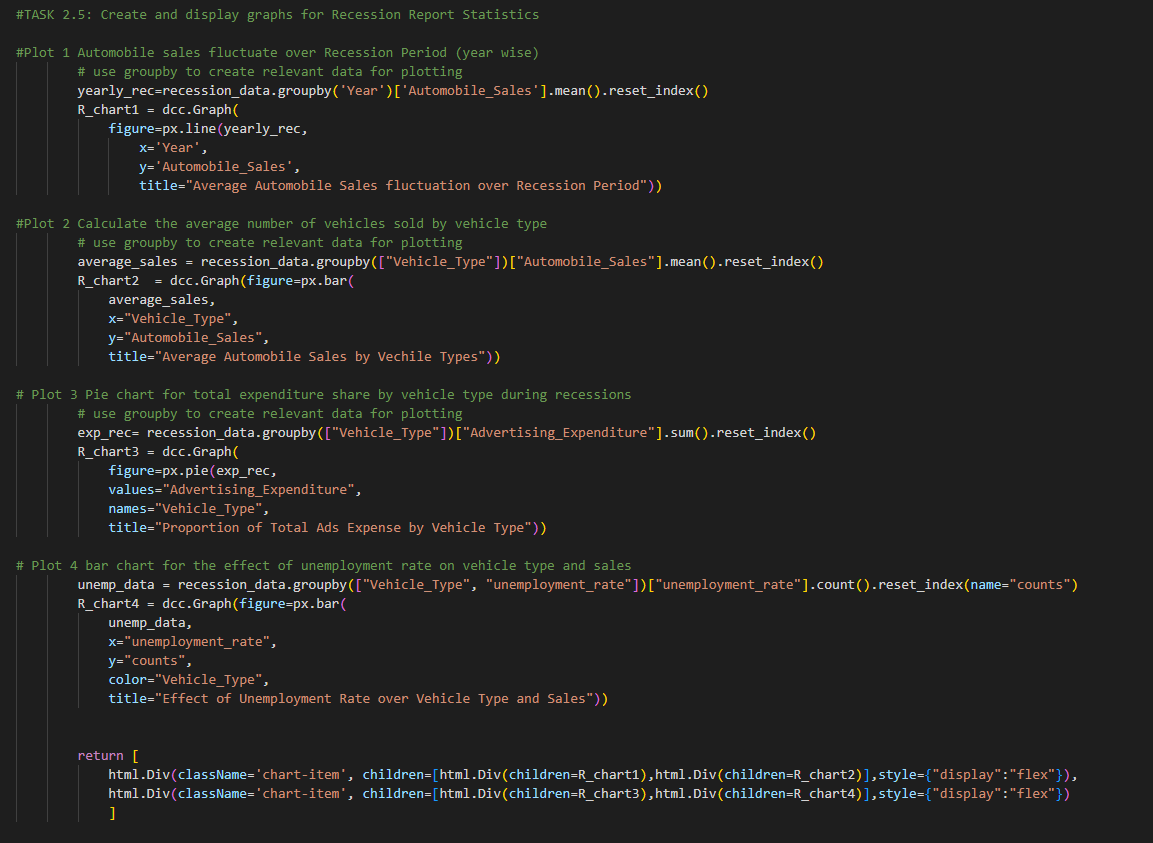 #TASK 2.5: Create and display graphs for Recession Report Statistics
#Plot 1 Automobile sales fluctuate over Recession Period (year wise)
# use groupby to create relevant data for plotting
yearly_rec=recession_data.groupby('Year')['Automobile_Sales'].mean().reset_index()
R_chart1 = dcc.Graph(
figure=px.line(yearly_rec,
x='Year',
y='Automobile_Sales',
title="Average Automobile Sales fluctuation over Recession Period"))
#Plot 2 Calculate the average number of vehicles sold by vehicle type
# use groupby to create relevant data for plotting
average_sales = recession_data.groupby(["Vehicle_Type"])["Automobile_Sales"].mean().reset_index()
R_chart2  = dcc.Graph(figure=px.bar(
average_sales,
x="Vehicle_Type",
y="Automobile_Sales",
title="Average Automobile Sales by Vechile Types"))
# Plot 3 Pie chart for total expenditure share by vehicle type during recessions
# use groupby to create relevant data for plotting
exp_rec= recession_data.groupby(["Vehicle_Type"])["Advertising_Expenditure"].sum().reset_index()
R_chart3 = dcc.Graph(
figure=px.pie(exp_rec,
values="Advertising_Expenditure",
names="Vehicle_Type",
title="Proportion of Total Ads Expense by Vehicle Type"))
# Plot 4 bar chart for the effect of unemployment rate on vehicle type and sales
unemp_data = recession_data.groupby(["Vehicle_Type", "unemployment_rate"])["unemployment_rate"].count().reset_index(name="counts")
R_chart4 = dcc.Graph(figure=px.bar(
unemp_data,
x="unemployment_rate",
y="counts",
color="Vehicle_Type",
title="Effect of Unemployment Rate over Vehicle Type and Sales"))
return [
html.Div(className='chart-item', children=[html.Div(children=R_chart1),html.Div(children=R_chart2)],style={"display":"flex"}),
html.Div(className='chart-item', children=[html.Div(children=R_chart3),html.Div(children=R_chart4)],style={"display":"flex"})
]